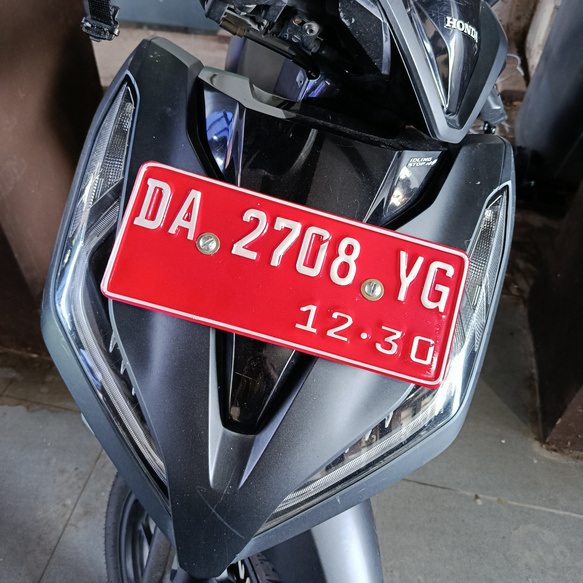 HONDA
IDLING
STOP
DA 2708 YG
12·30